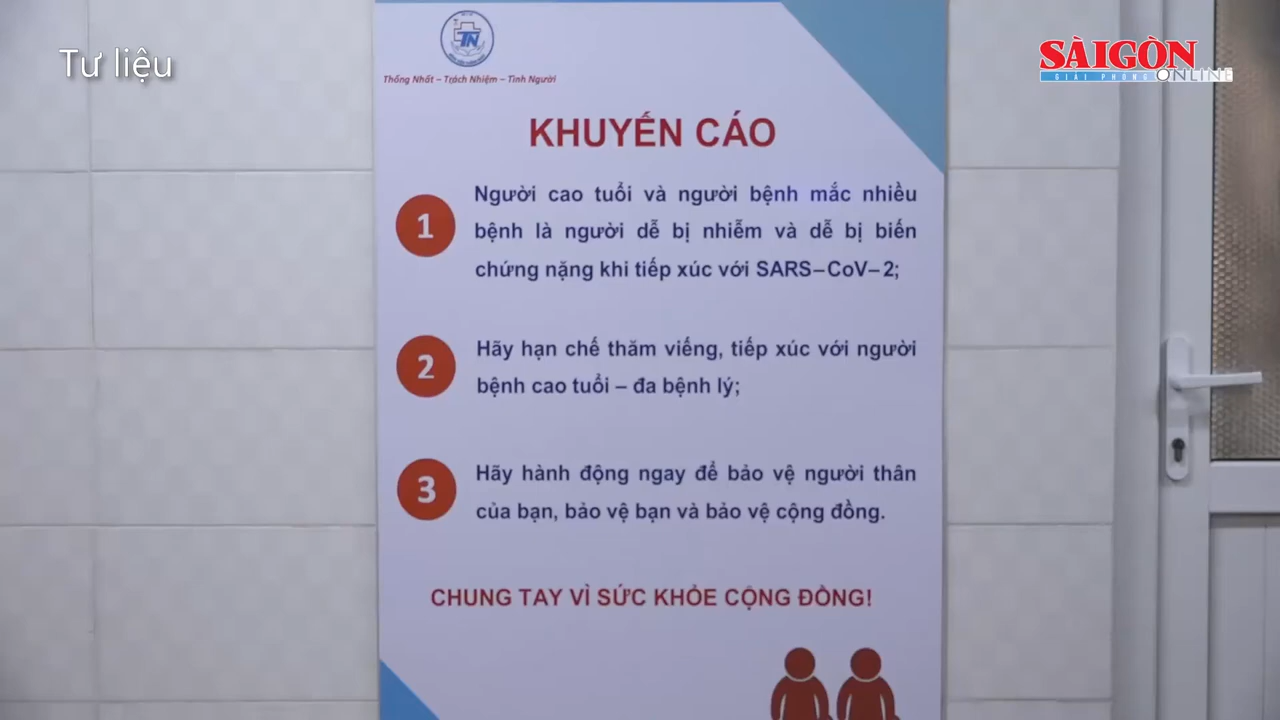 Tư liệu
SÀIGÒN
GIẢI PHÓNG ONLINE
TN
Thống Nhất – Trách Nhiệm – Tình Người
KHUYẾN CÁO
1
Người cao tuổi và người bệnh mắc nhiều
bệnh là người dễ bị nhiễm và dễ bị biến
chứng nặng khi tiếp xúc với SARS–CoV–2;
2
Hãy hạn chế thăm viếng, tiếp xúc với người
bệnh cao tuổi – đa bệnh lý;
3
Hãy hành động ngay để bảo vệ người thân
của bạn, bảo vệ bạn và bảo vệ cộng đồng.
CHUNG TAY VÌ SỨC KHỎE CỘNG ĐỒNG!